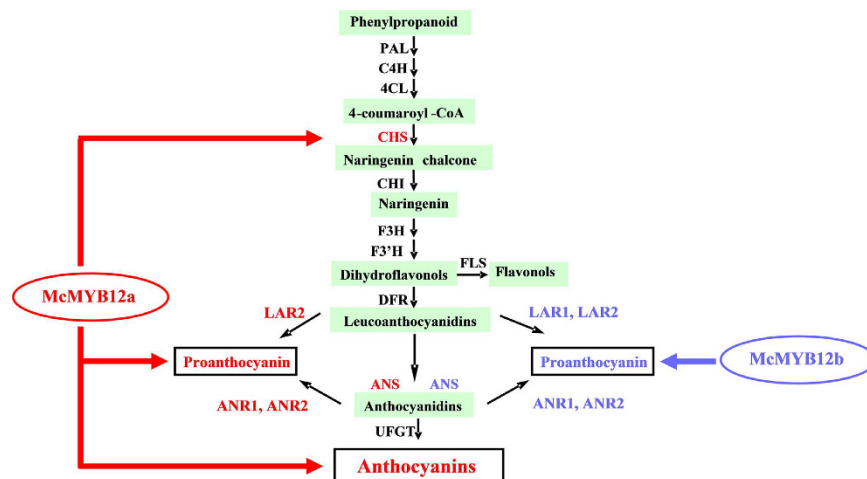 Phenylpropanoid
PAL
C4H
4CL
4-coumaroyl -CoA
CHS
Naringenin chalcone
CHI
Naringenin
F3H
F3'H
FLS
Dihydroflavonols
Flavonols
McMYB12a
DFR
LAR2
Leucoanthocyanidins
LAR1, LAR2
Proanthocyanin
Proanthocyanin
McMYB12b
ANS ANS
ANR1, ANR2
Anthocyanidins
ANR1, ANR2
UFGT
Anthocyanins